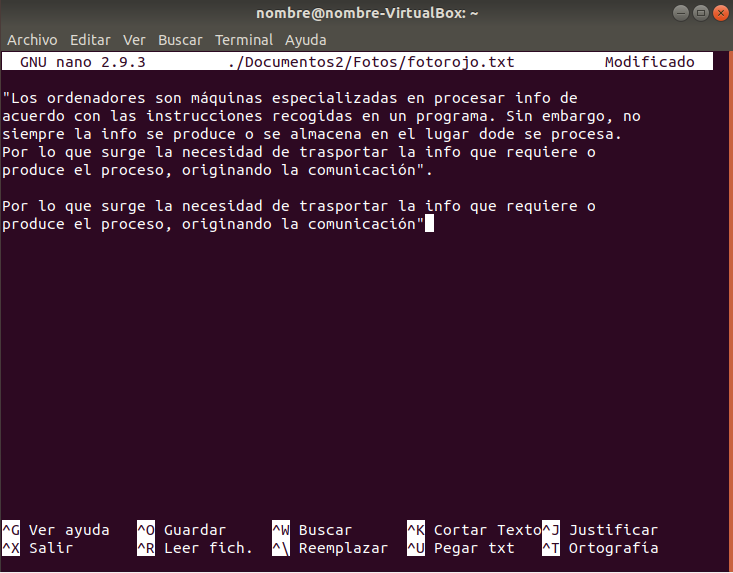 nombre@nombre-VirtualBox: ~
Archivo Editar Ver Buscar Terminal Ayuda
GNU nano 2.9.3 ./Documentos2/Fotos/fotorojo.txt Modificado
"Los ordenadores son máquinas especializadas en procesar info de
acuerdo con las instrucciones recogidas en un programa. Sin embargo, no
siempre la info se produce o se almacena en el lugar dode se procesa.
Por lo que surge la necesidad de trasportar la info que requiere o
produce el proceso, originando la comunicación".
Por lo que surge la necesidad de trasportar la info que requiere o
produce el proceso, originando la comunicación"
^G Ver ayuda ^O Guardar ^W Buscar ^K Cortar Texto ^J Justificar
^X Salir ^R Leer fich. ^\ Reemplazar ^U Pegar txt ^T Ortografía